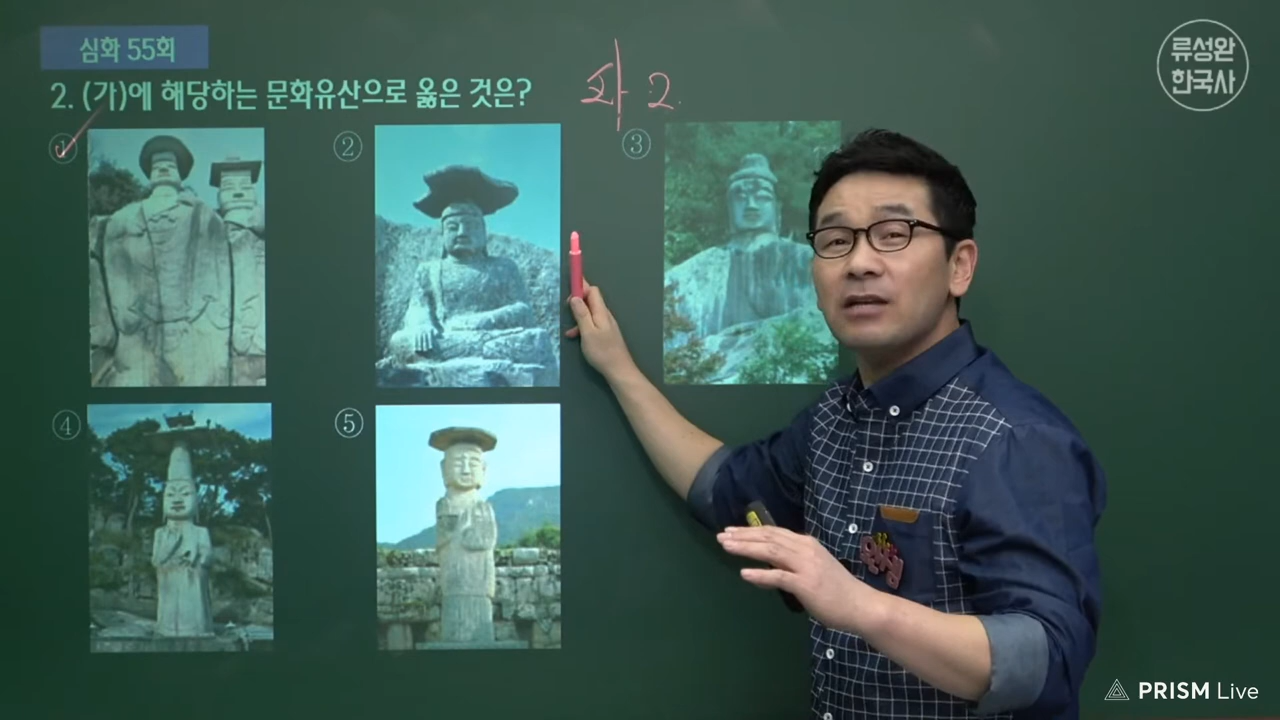 심화 55회
2. (가)에 해당하는 문화유산으로 옳은 것은?
2
류성완
한국사
①
②
③
④
⑤
PRISM Live